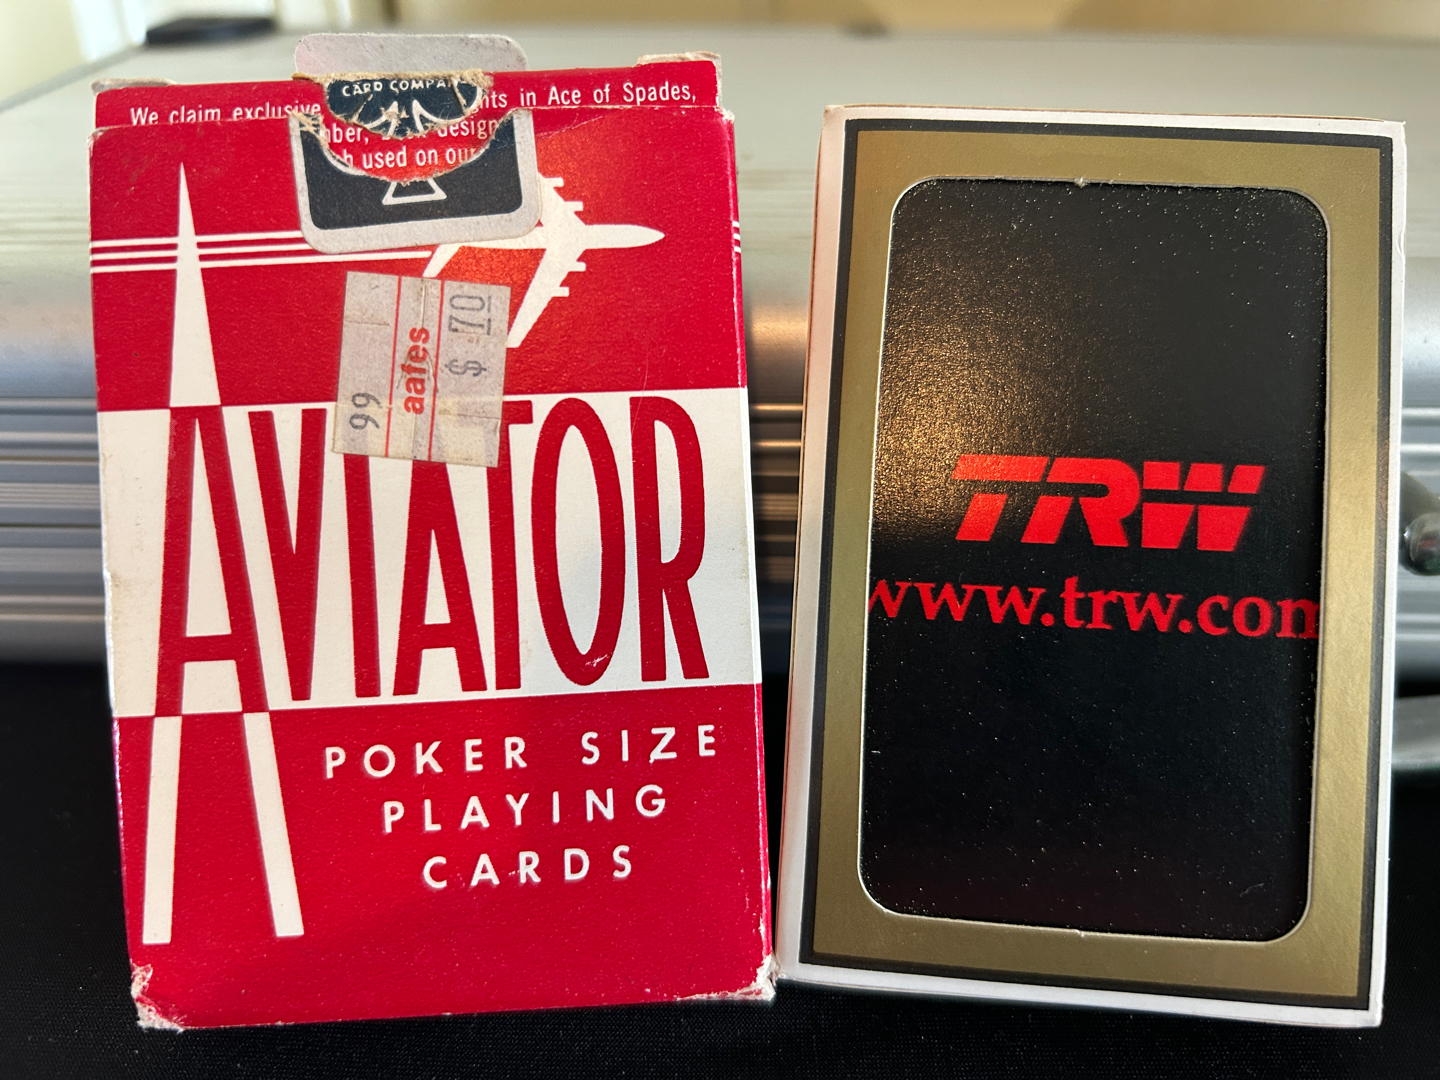 CARD COMPA
We claim exclusive
in Ace of Spades,
design
used on our
99
aafes
$ .70
AVIATOR
POKER SIZE
PLAYING
CARDS
TRW
www.trw.com